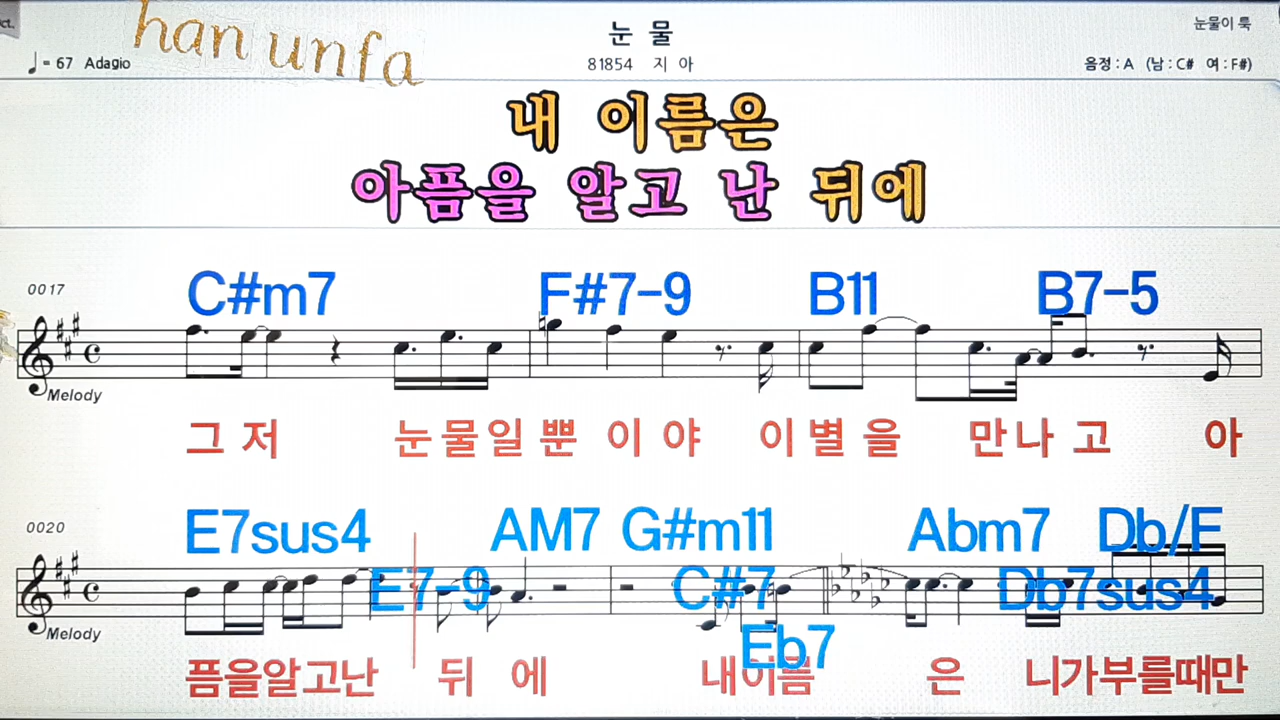 ct.
han unfa
눈 물
눈물이 룩
♩= 67 Adagio
81854 지 아
음정 : A (남 : C# 여 : F#)
내 이름은
아픔을 알고 난 뒤에
0017
C#m7 F#7-9 B11 B7-5
Melody
그 저 눈물일 뿐 이 야 이 별 을 만 나 고 아
0020
E7sus4 AM7 G#m11 Abm7 Db/F
E7-9 C#7 Db7sus4
Eb7
Melody
픔을알고난 뒤 에 내이름 은 니가부를때만